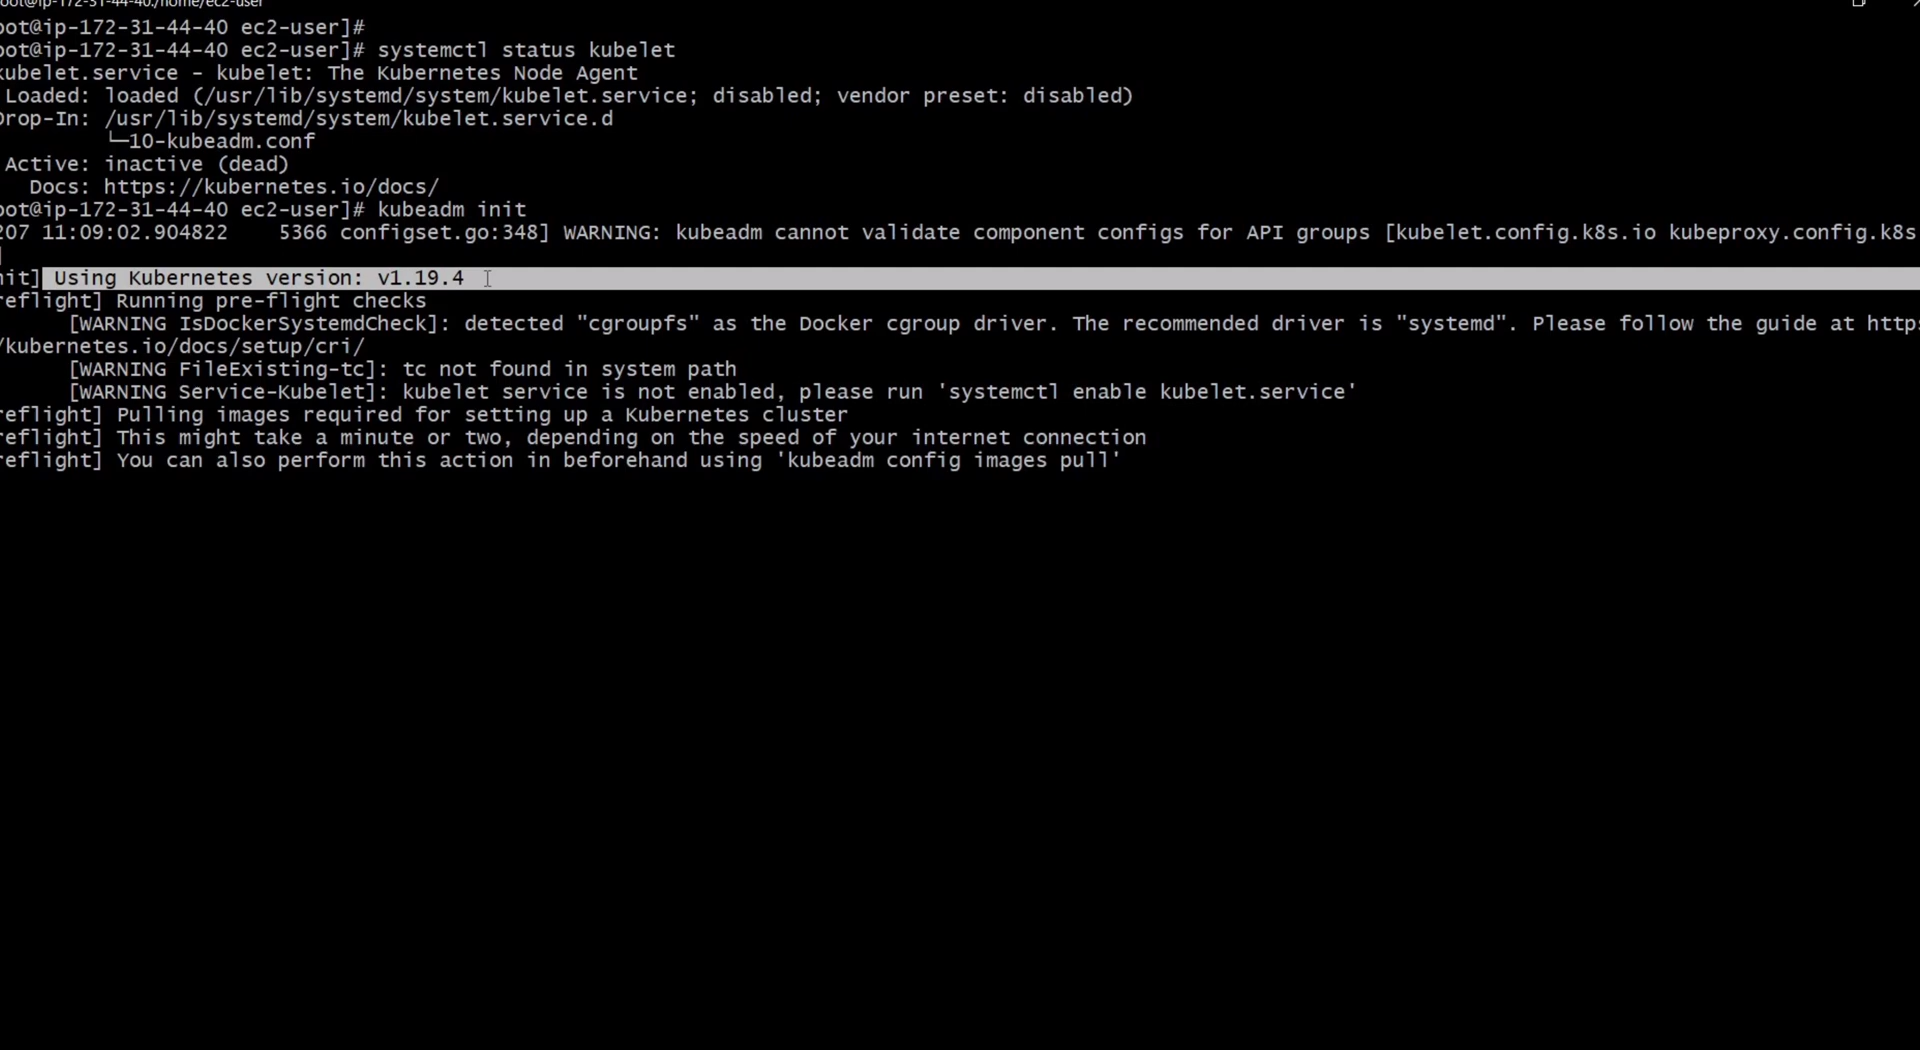 oot@ip-172-31-44-40:/home/ec2-user
oot@ip-172-31-44-40 ec2-user]#
oot@ip-172-31-44-40 ec2-user]# systemctl status kubelet
kubelet.service - kubelet: The Kubernetes Node Agent
Loaded: loaded (/usr/lib/systemd/system/kubelet.service; disabled; vendor preset: disabled)
Drop-In: /usr/lib/systemd/system/kubelet.service.d
└─10-kubeadm.conf
Active: inactive (dead)
Docs: https://kubernetes.io/docs/
oot@ip-172-31-44-40 ec2-user]# kubeadm init
207 11:09:02.904822    5366 configset.go:348] WARNING: kubeadm cannot validate component configs for API groups [kubelet.config.k8s.io kubeproxy.config.k8s
]
nit] Using Kubernetes version: v1.19.4
reflight] Running pre-flight checks
[WARNING IsDockerSystemdCheck]: detected "cgroupfs" as the Docker cgroup driver. The recommended driver is "systemd". Please follow the guide at https
/kubernetes.io/docs/setup/cri/
[WARNING FileExisting-tc]: tc not found in system path
[WARNING Service-Kubelet]: kubelet service is not enabled, please run 'systemctl enable kubelet.service'
reflight] Pulling images required for setting up a Kubernetes cluster
reflight] This might take a minute or two, depending on the speed of your internet connection
reflight] You can also perform this action in beforehand using 'kubeadm config images pull'